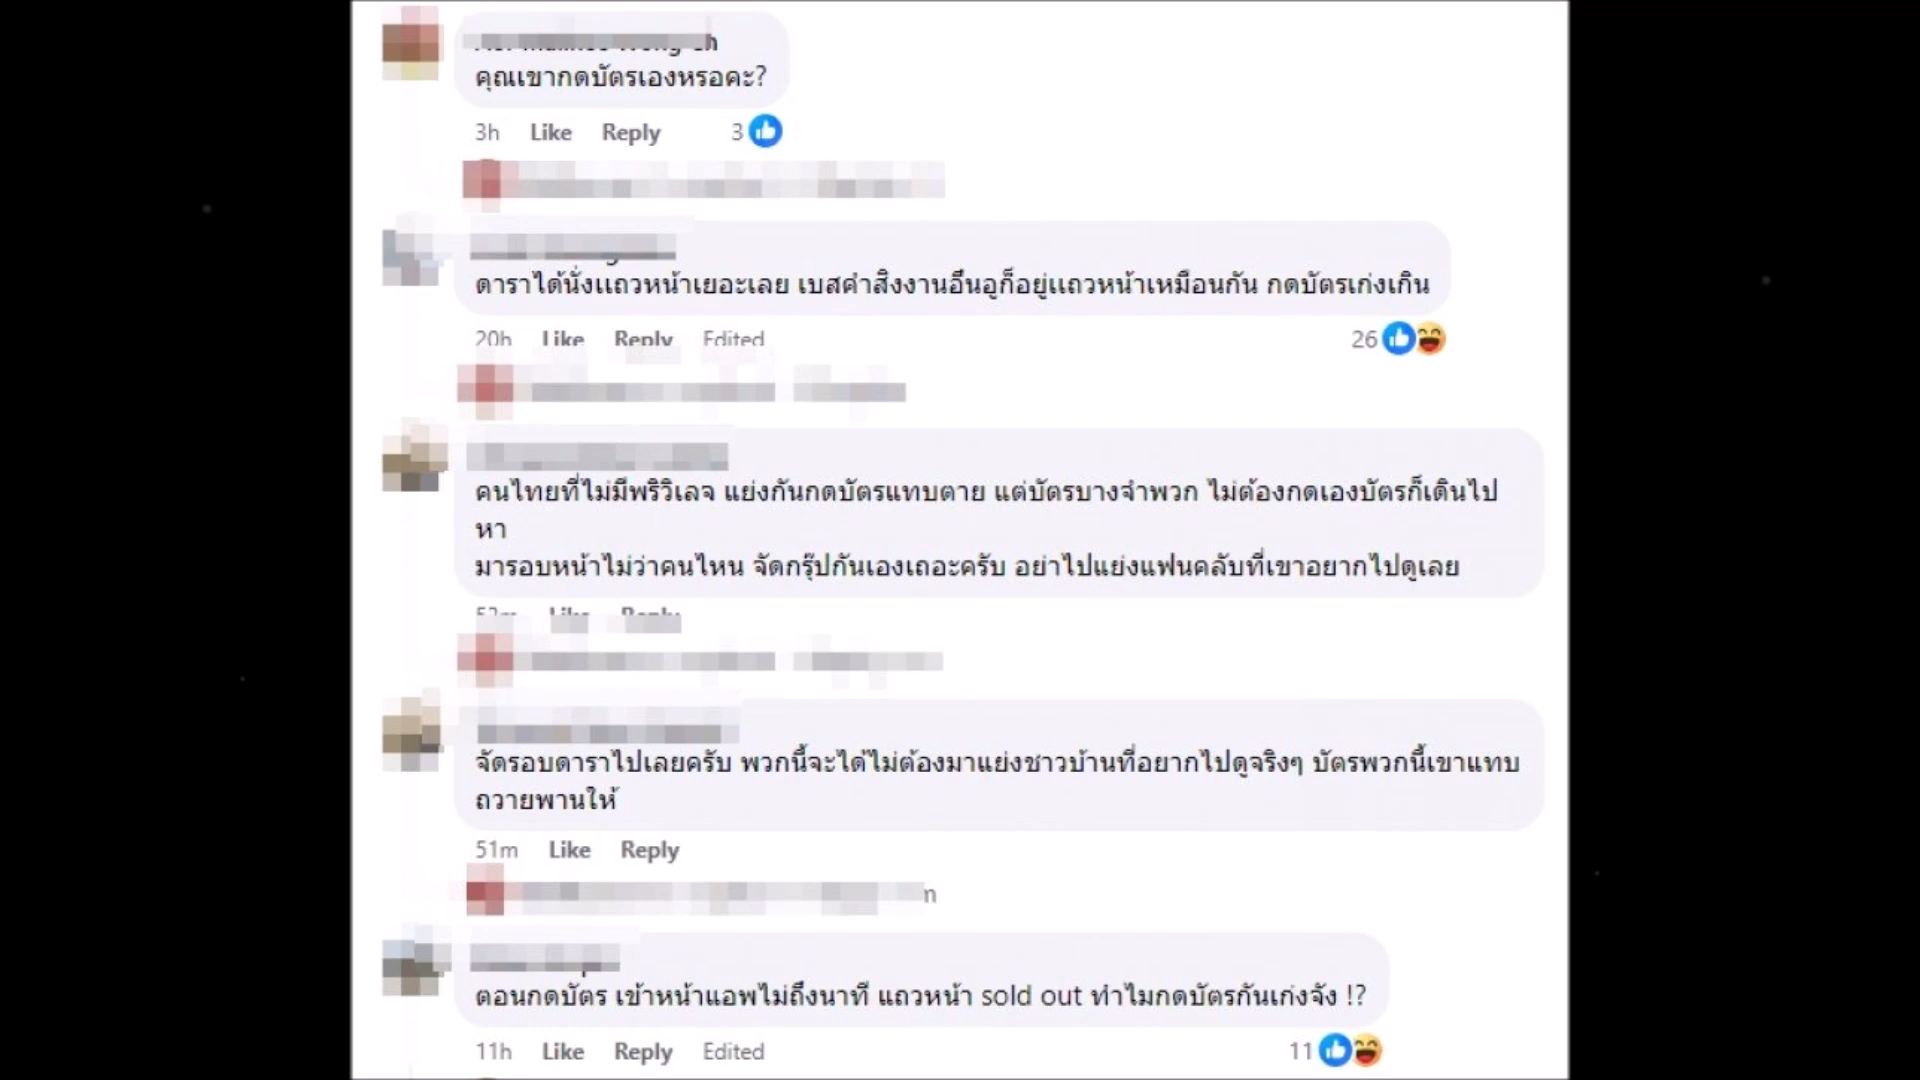 คุณเขากดบัตรเองหรอคะ?
3h Like Reply 3
ดาราได้นั่งแถวหน้าเยอะเลย เบสคำสิงงานอื่นอูก็อยู่แถวหน้าเหมือนกัน กดบัตรเก่งเกิน
20h Like Reply Edited 26
คนไทยที่ไม่มีพริวิเลจ แย่งกันกดบัตรแทบตาย แต่บัตรบางจำพวก ไม่ต้องกดเองบัตรก็เดินไป
หา
มารอบหน้าไม่ว่าคนไหน จัดกรุ๊ปกันเองเถอะครับ อย่าไปแย่งแฟนคลับที่เขาอยากไปดูเลย
Like Reply
จัดรอบดาราไปเลยครับ พวกนี้จะได้ไม่ต้องมาแย่งชาวบ้านที่อยากไปดูจริงๆ บัตรพวกนี้เขาแทบ
ถวายพานให้
51m Like Reply
ตอนกดบัตร เข้าหน้าแอพไม่ถึงนาที แถวหน้า sold out ทำไมกดบัตรกันเก่งจัง !?
11h Like Reply Edited 11